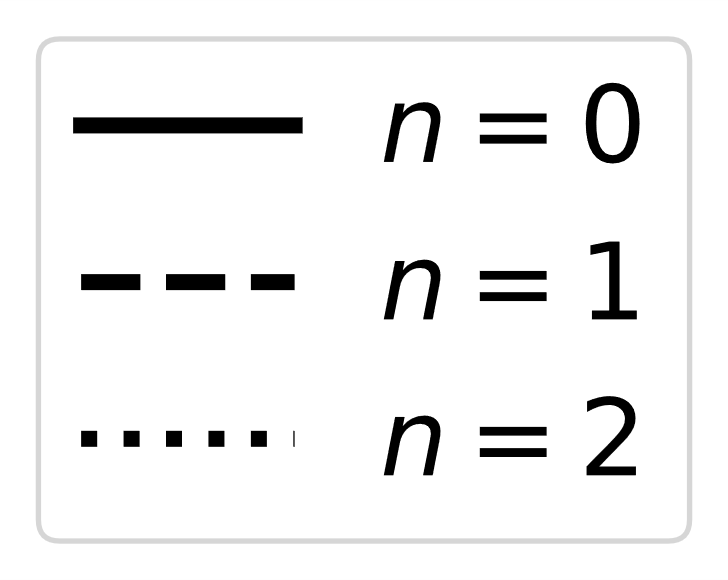 n = 0
n = 1
n = 2